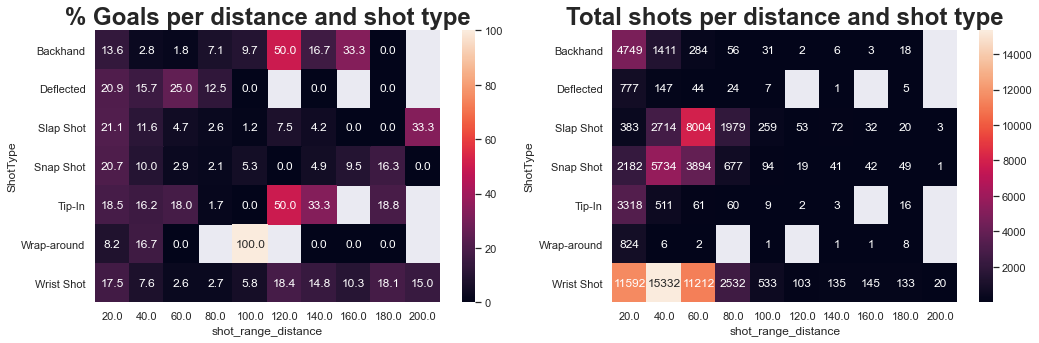 % Goals per distance and shot type
Backhand 13.6 2.8 1.8 7.1 9.7 50.0 16.7 33.3 0.0
Deflected 20.9 15.7 25.0 12.5 0.0 0.0 0.0
Slap Shot 21.1 11.6 4.7 2.6 1.2 7.5 4.2 0.0 0.0 33.3
Snap Shot 20.7 10.0 2.9 2.1 5.3 0.0 4.9 9.5 16.3 0.0
Tip-In 18.5 16.2 18.0 1.7 0.0 50.0 33.3 18.8
Wrap-around 8.2 16.7 0.0 100.0 0.0 0.0 0.0
Wrist Shot 17.5 7.6 2.6 2.7 5.8 18.4 14.8 10.3 18.1 15.0
20.0 40.0 60.0 80.0 100.0 120.0 140.0 160.0 180.0 200.0
shot_range_distance
ShotType
100
80
60
40
20
0
Total shots per distance and shot type
Backhand 4749 1411 284 56 31 2 6 3 18
Deflected 777 147 44 24 7 1 5
Slap Shot 383 2714 8004 1979 259 53 72 32 20 3
Snap Shot 2182 5734 3894 677 94 19 41 42 49 1
Tip-In 3318 511 61 60 9 2 3 16
Wrap-around 824 6 2 1 1 1 8
Wrist Shot 11592 15332 11212 2532 533 103 135 145 133 20
20.0 40.0 60.0 80.0 100.0 120.0 140.0 160.0 180.0 200.0
shot_range_distance
ShotType
14000
12000
10000
8000
6000
4000
2000